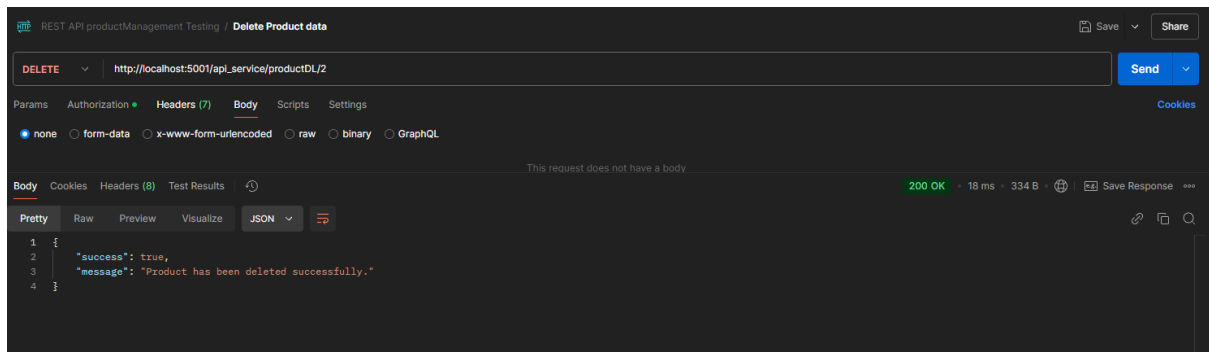 REST API productManagement Testing / Delete Product data Save Share
DELETE http://localhost:5001/api_service/productDL/2 Send
Params Authorization Headers (7) Body Scripts Settings Cookies
none form-data x-www-form-urlencoded raw binary GraphQL
This request does not have a body
Body Cookies Headers (8) Test Results 200 OK 18 ms 334 B Save Response
Pretty Raw Preview Visualize JSON
1 {
2 "success": true,
3 "message": "Product has been deleted successfully."
4 }